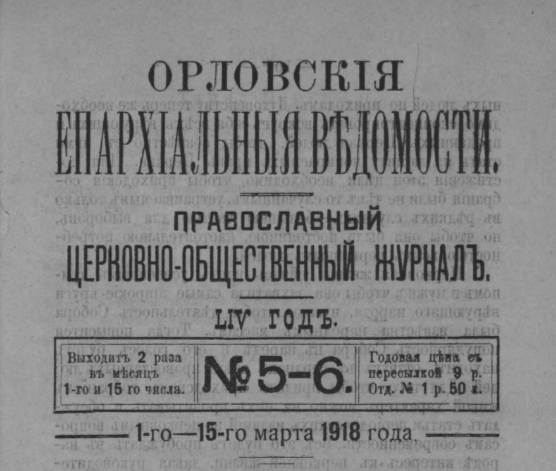 ОРЛОВСКІЯ
ЕПАРХІАЛЬНЫЯ ВѢДОМОСТИ.
ПРАВОСЛАВНЫЙ
ЦЕРКОВНО-ОБЩЕСТВЕННЫЙ ЖУРНАЛЪ.
LIV ГОДЪ.
Выходитъ 2 раза
въ мѣсяцъ
1-го и 15 го числа.
№ 5–6.
Годовая цѣна съ
пересылкой 9 р.
Отд. № 1 р. 50 к.
1-го — 15-го марта 1918 года.